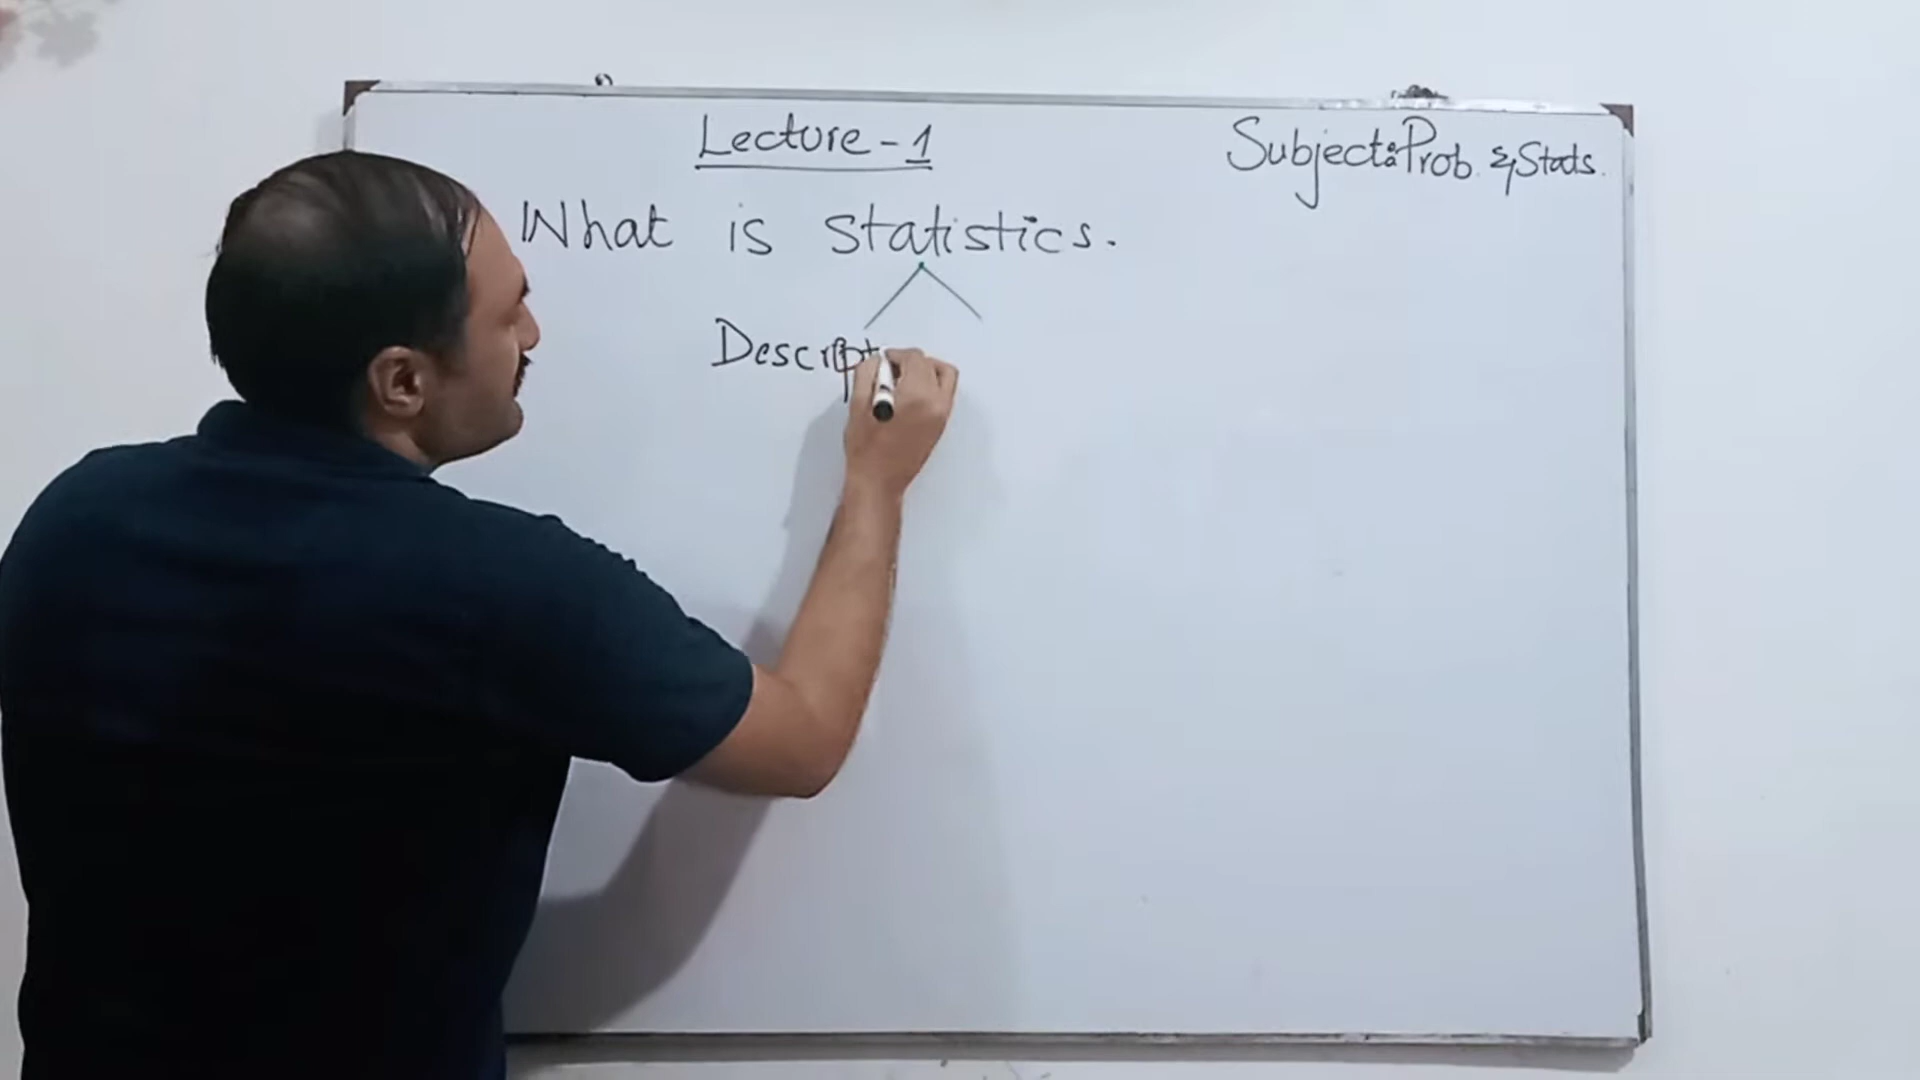 Lecture - 1
Subject: Prob. & Stats.
What is Statistics.
Descript